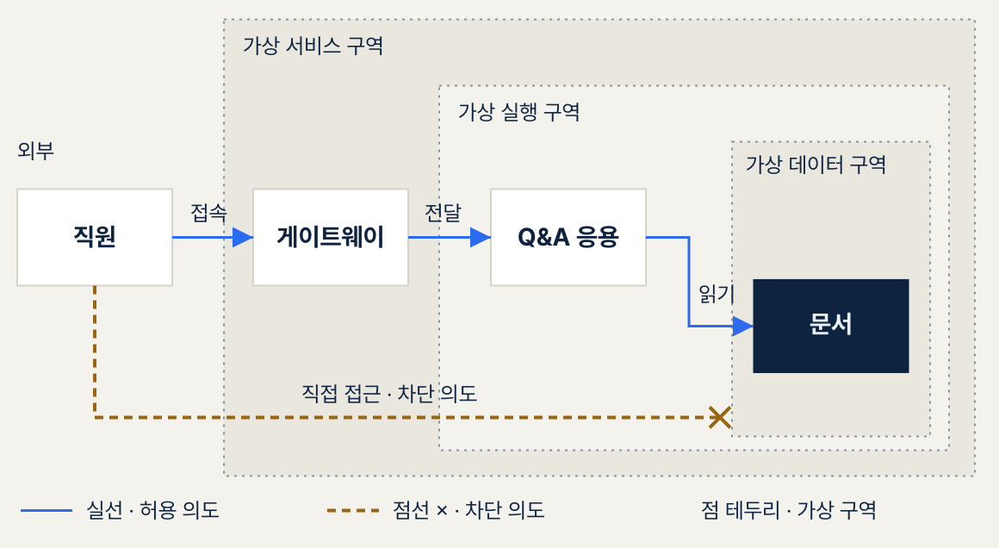 가상 서비스 구역
가상 실행 구역
외부
가상 데이터 구역
직원
접속
게이트웨이
전달
Q&A 응용
읽기
문서
직접 접근 · 차단 의도
실선 · 허용 의도
점선 × · 차단 의도
점 테두리 · 가상 구역